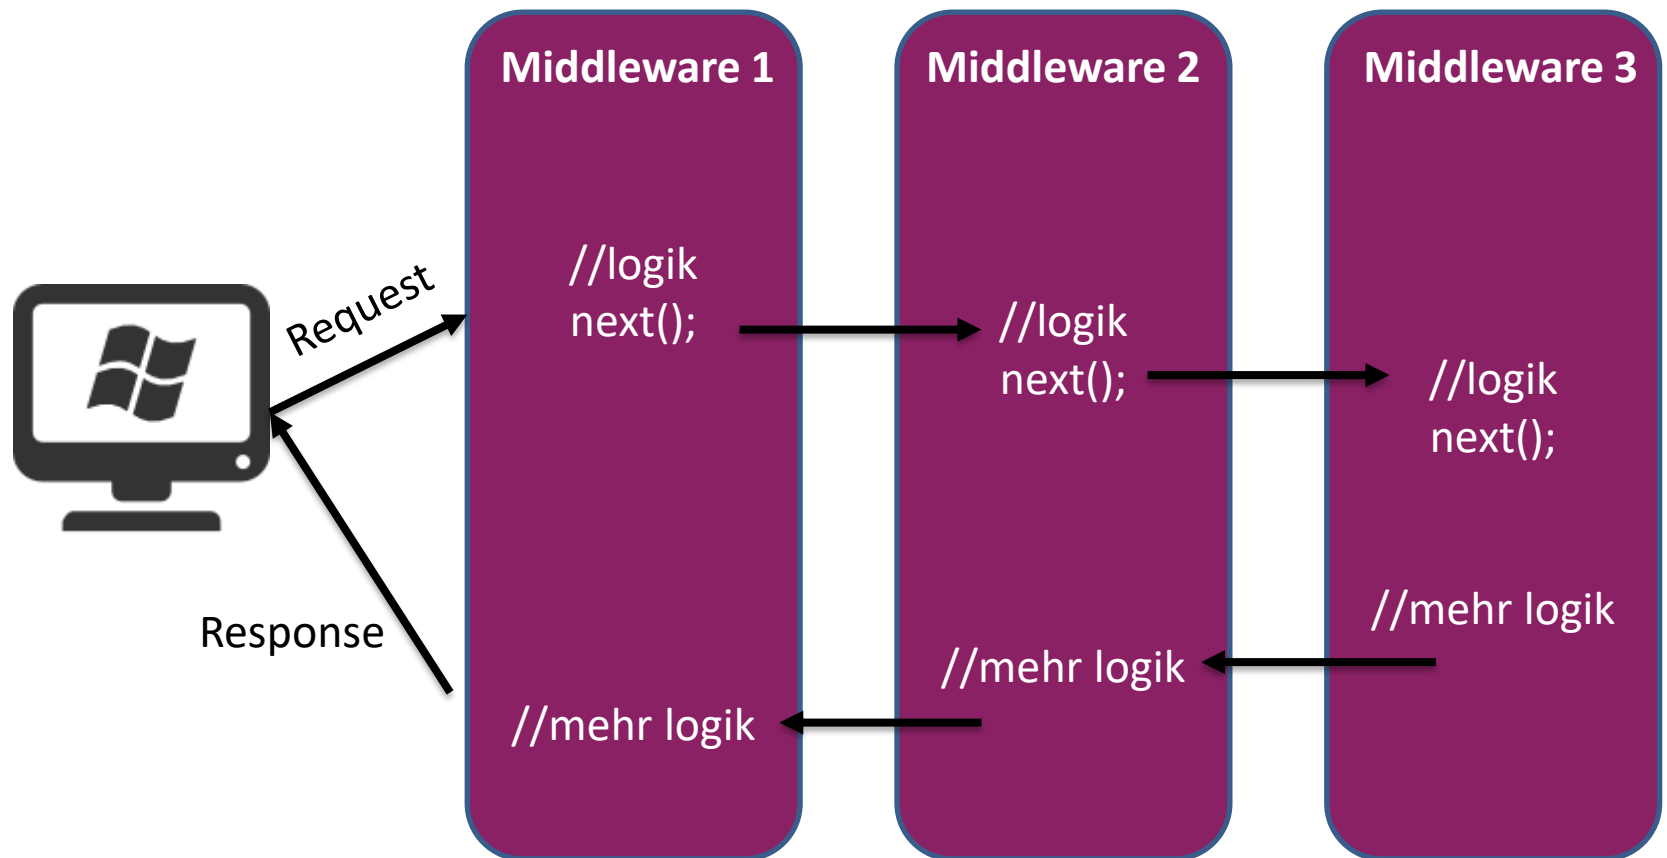 Middleware 1
Middleware 2
Middleware 3
Request
//logik
next();
//logik
next();
//logik
next();
Response
//mehr logik
//mehr logik
//mehr logik